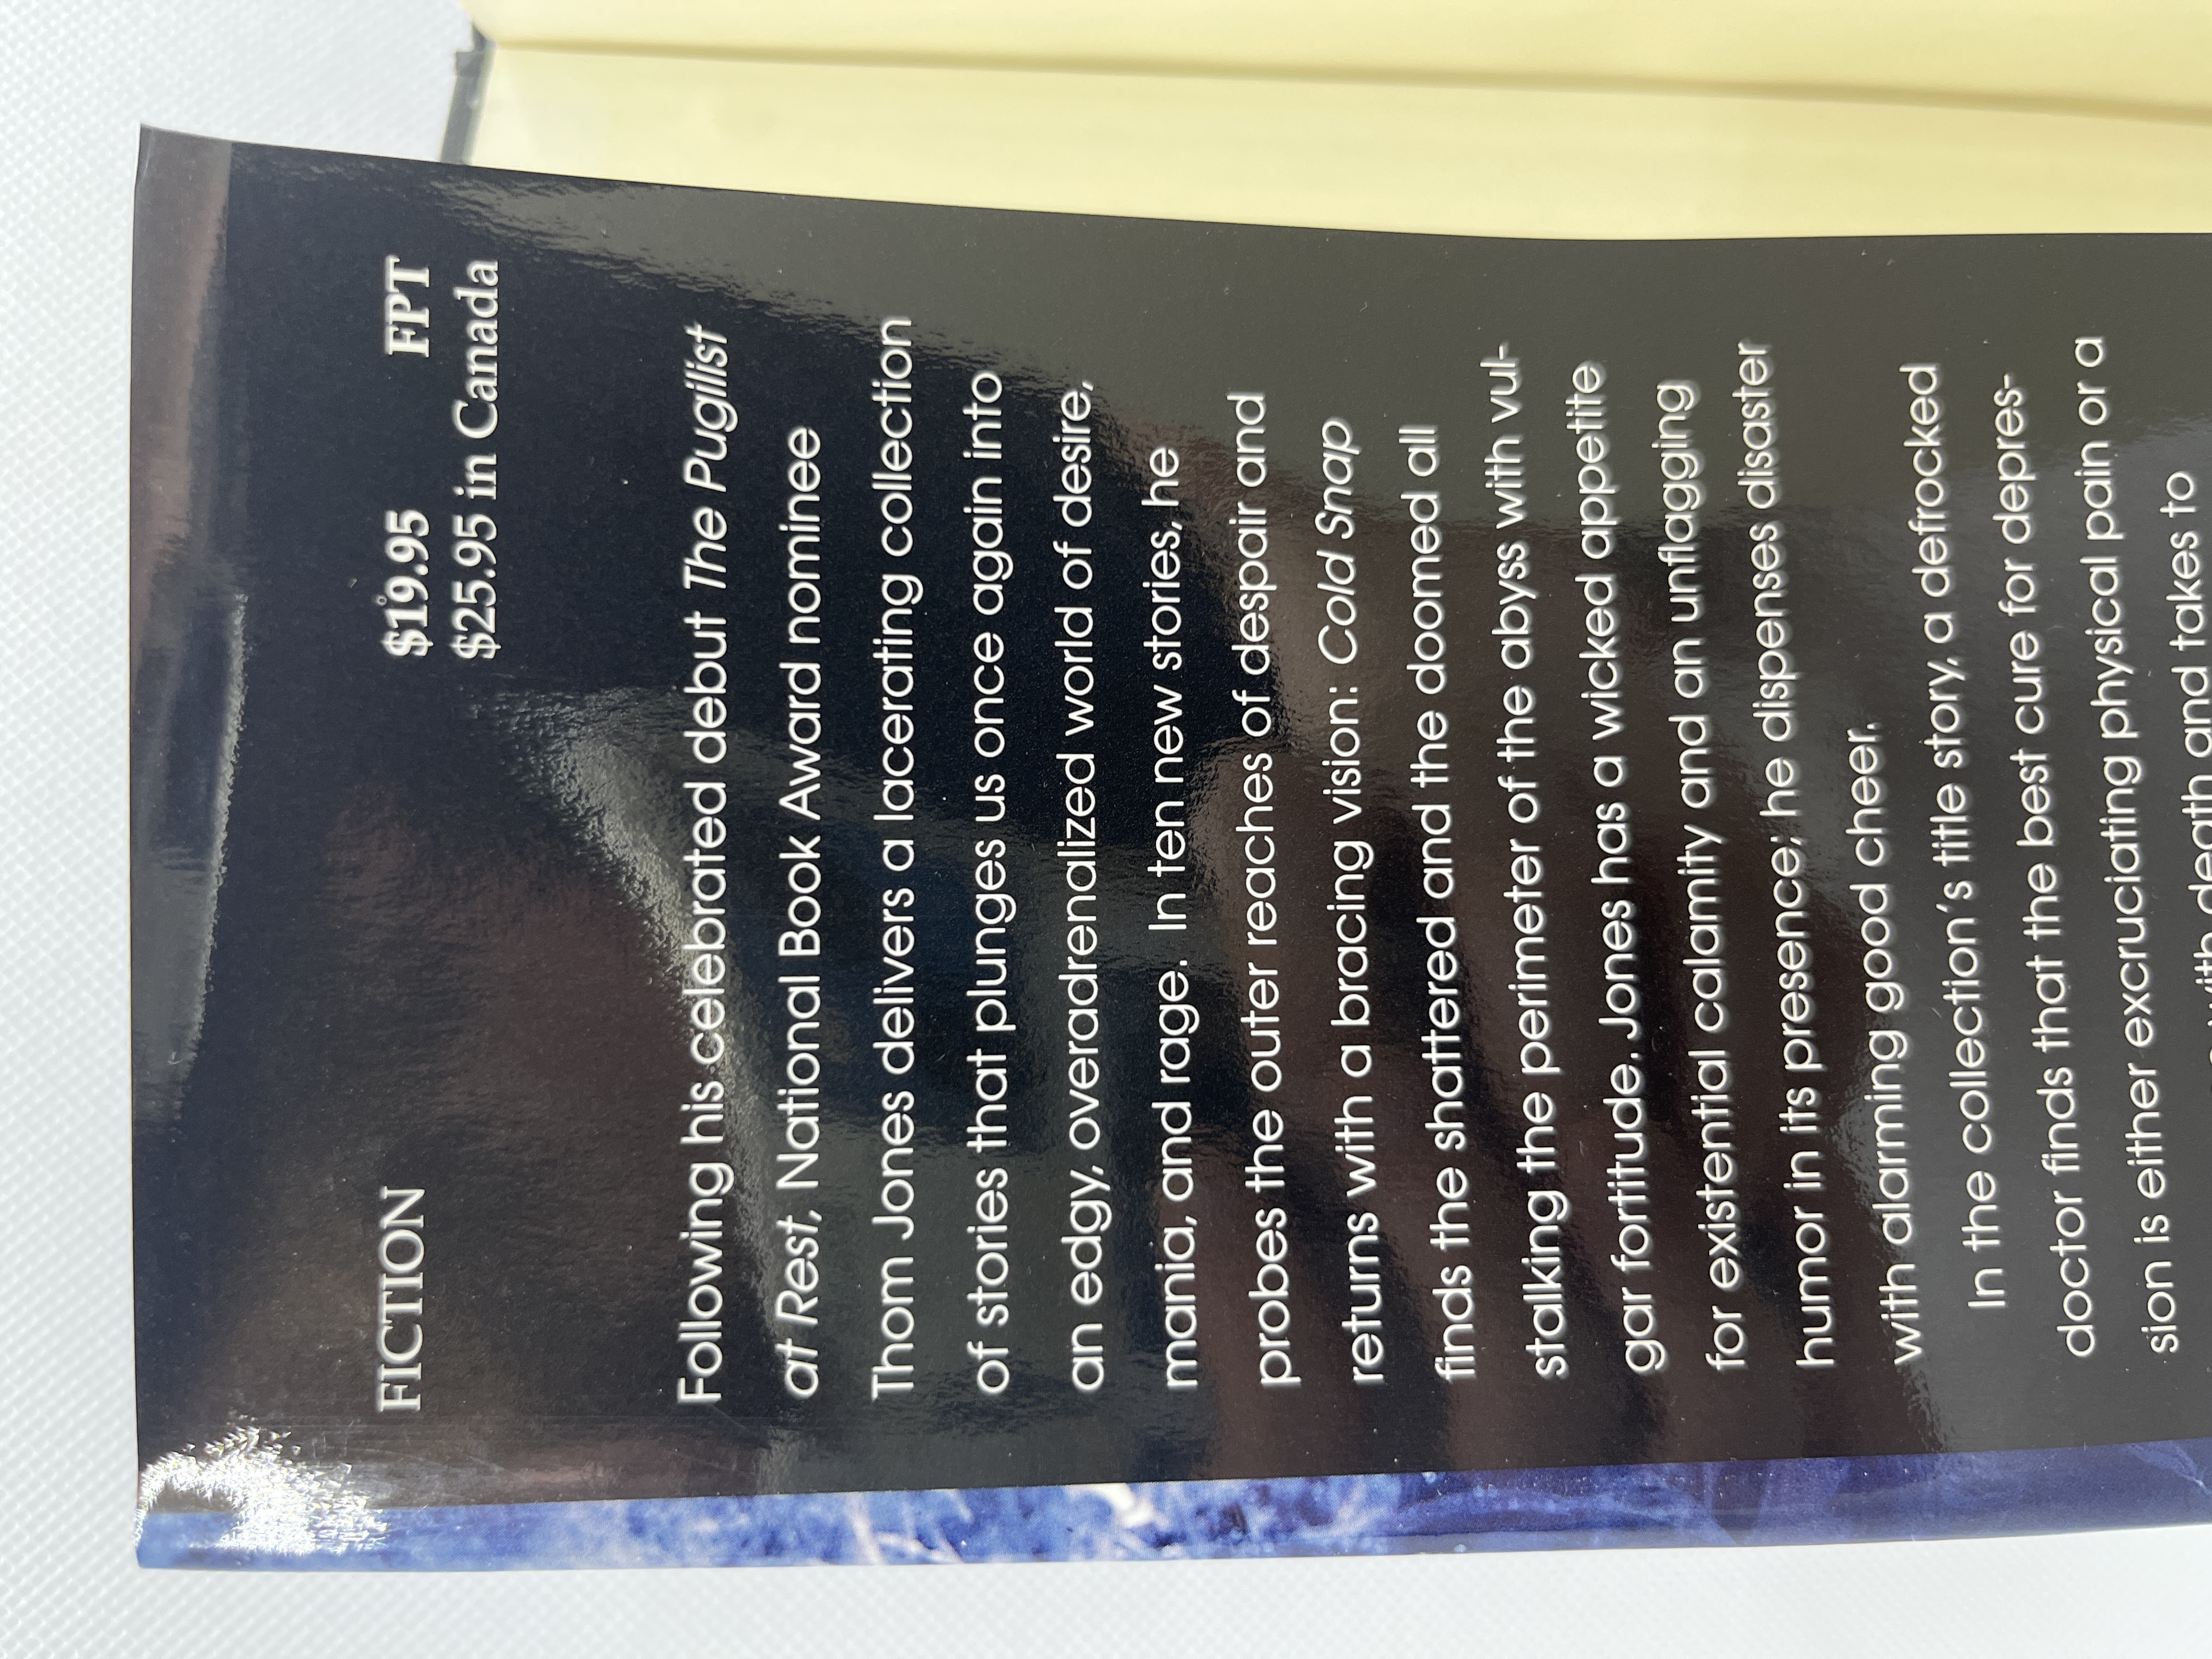 FICTION $19.95 FPT
$25.95 in Canada
Following his celebrated debut The Pugilist
at Rest, National Book Award nominee
Thom Jones delivers a lacerating collection
of stories that plunges us once again into
an edgy, overadrenalized world of desire,
mania, and rage. In ten new stories, he
probes the outer reaches of despair and
returns with a bracing vision: Cold Snap
finds the shattered and the doomed all
stalking the perimeter of the abyss with vul-
gar fortitude. Jones has a wicked appetite
for existential calamity and an unflagging
humor in its presence; he dispenses disaster
with alarming good cheer.
In the collection's title story, a defrocked
doctor finds that the best cure for depres-
sion is either excruciating physical pain or a
with death and takes to